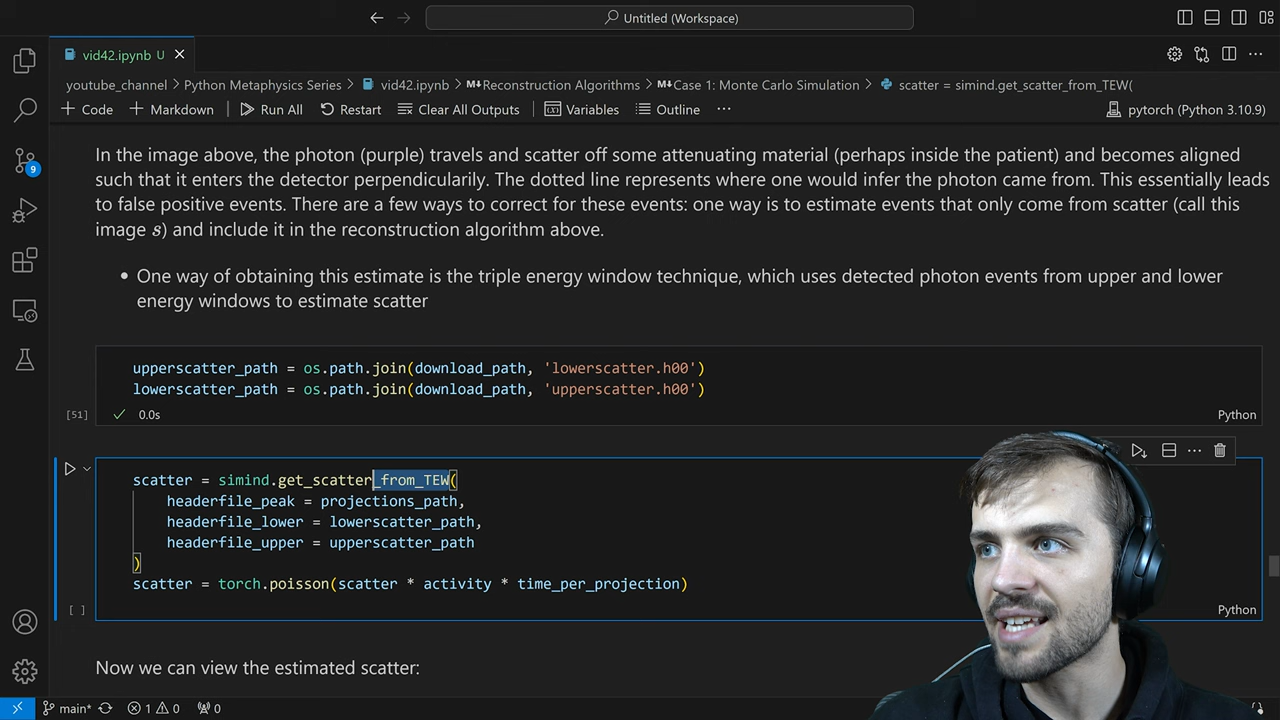 Untitled (Workspace)
vid42.ipynb U
youtube_channel > Python Metaphysics Series > vid42.ipynb > M↓Reconstruction Algorithms > M↓Case 1: Monte Carlo Simulation > scatter = simind.get_scatter_from_TEW(
+ Code + Markdown Run All Restart Clear All Outputs Variables Outline ... pytorch (Python 3.10.9)
In the image above, the photon (purple) travels and scatter off some attenuating material (perhaps inside the patient) and becomes aligned
such that it enters the detector perpendicularily. The dotted line represents where one would infer the photon came from. This essentially leads
to false positive events. There are a few ways to correct for these events: one way is to estimate events that only come from scatter (call this
image s) and include it in the reconstruction algorithm above.
• One way of obtaining this estimate is the triple energy window technique, which uses detected photon events from upper and lower
energy windows to estimate scatter
upperscatter_path = os.path.join(download_path, 'lowerscatter.h00')
lowerscatter_path = os.path.join(download_path, 'upperscatter.h00')
[51] ✓ 0.0s Python
scatter = simind.get_scatter_from_TEW(
headerfile_peak = projections_path,
headerfile_lower = lowerscatter_path,
headerfile_upper = upperscatter_path
)
scatter = torch.poisson(scatter * activity * time_per_projection)
[ ] Python
Now we can view the estimated scatter:
9
main* 1 0 0